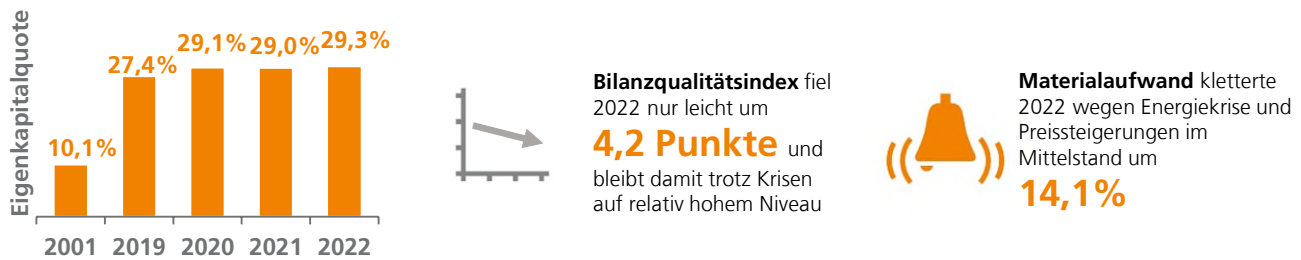 Eigenkapitalquote
10,1%
27,4%
29,1%
29,0%
29,3%
2001 2019 2020 2021 2022
Bilanzqualitätsindex fiel
2022 nur leicht um
4,2 Punkte und
bleibt damit trotz Krisen
auf relativ hohem Niveau
Materialaufwand kletterte
2022 wegen Energiekrise und
Preissteigerungen im
Mittelstand um
14,1%